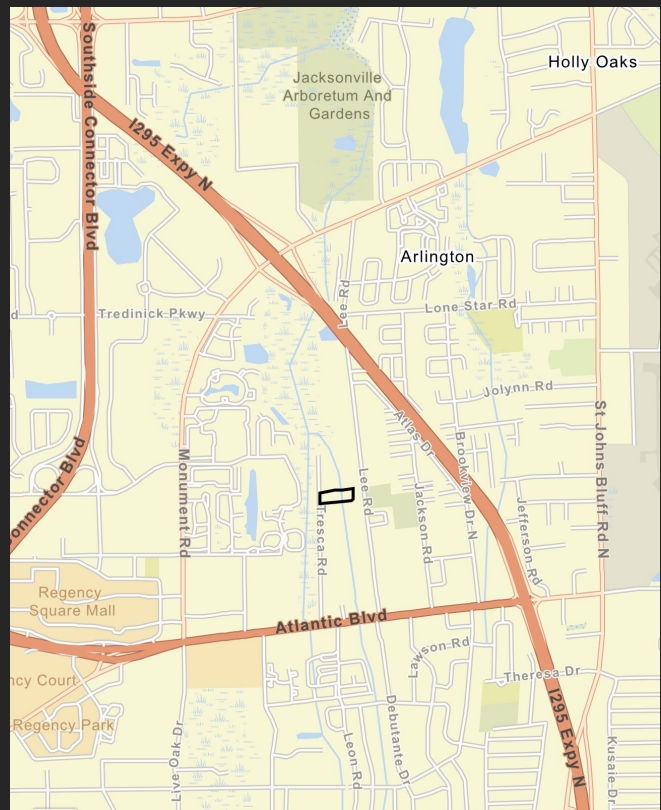 Southside Connector Blvd
Jacksonville
Arboretum And
Gardens
Holly Oaks
I295 Expy N
Arlington
Lee Rd
Lone Star Rd
d
Tredinick Pkwy
Jolynn Rd
St Johns Bluff Rd N
Atlas Dr
Brookview Dr N
onnector Blvd
Monument Rd
Lee Rd
Jackson Rd
Jefferson Rd
Tresca Rd
Regency
Square Mall
Atlantic Blvd
Lawson Rd
Theresa Dr
ncy Court
Regency Park
Live Oak Dr
Leon Rd
Debutante Dr
I295 Expy N
Kusaie Dr